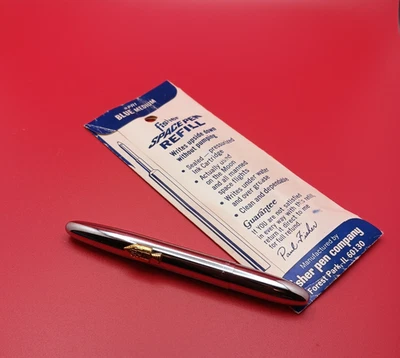 BLUE MEDIUM
Fisher
SPACE PEN
REFILL
Writes upside down
without pumping
• Sealed — pressurized
Ink Cartridge
• Actually used
on the Moon
and all manned
space flights
• Writes under water
and over grease
• Clean and dependable
Guarantee
If YOU are not satisfied
in every way with this unit,
return it direct to me
for full refund.
Paul Fisher
Manufactured by
sher pen company
Forest Park, IL 60130